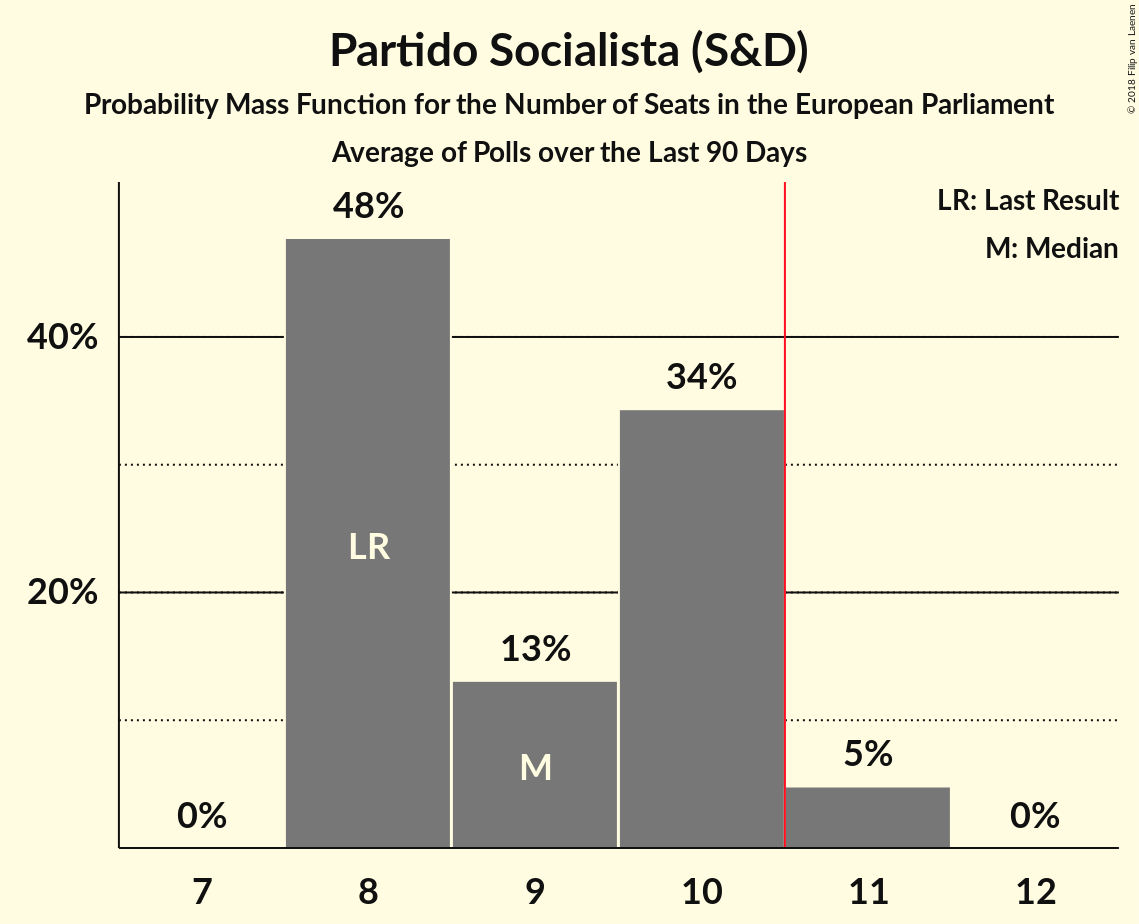 Partido Socialista (S&D)
Probability Mass Function for the Number of Seats in the European Parliament
Average of Polls over the Last 90 Days
© 2018 Filip van Laenen
LR: Last Result
M: Median
48%
40%
34%
LR
20%
13%
M
5%
0%
0%
7 8 9 10 11 12